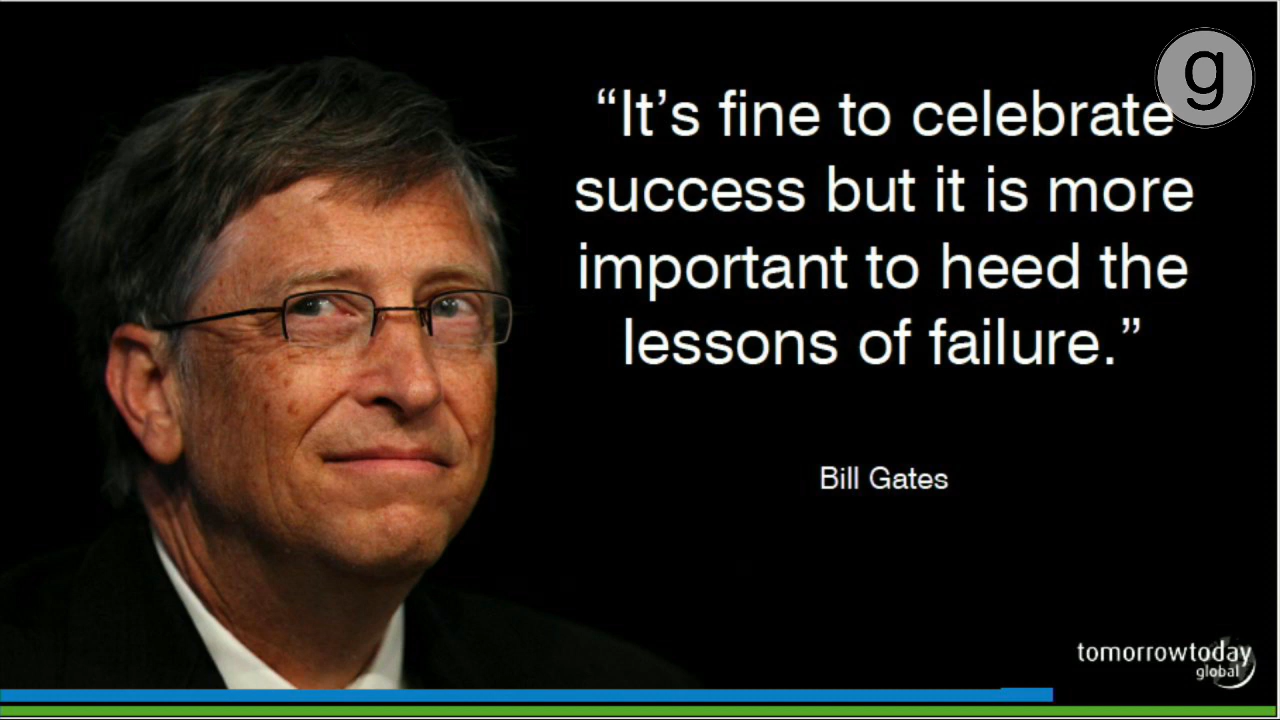 g
“It’s fine to celebrate
success but it is more
important to heed the
lessons of failure.”
Bill Gates
tomorrowtoday
global